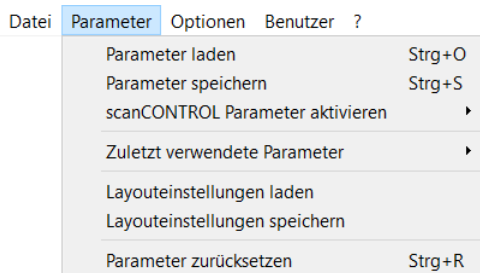 Datei Parameter Optionen Benutzer ?
Parameter laden Strg+O
Parameter speichern Strg+S
scanCONTROL Parameter aktivieren
Zuletzt verwendete Parameter
Layouteinstellungen laden
Layouteinstellungen speichern
Parameter zurücksetzen Strg+R